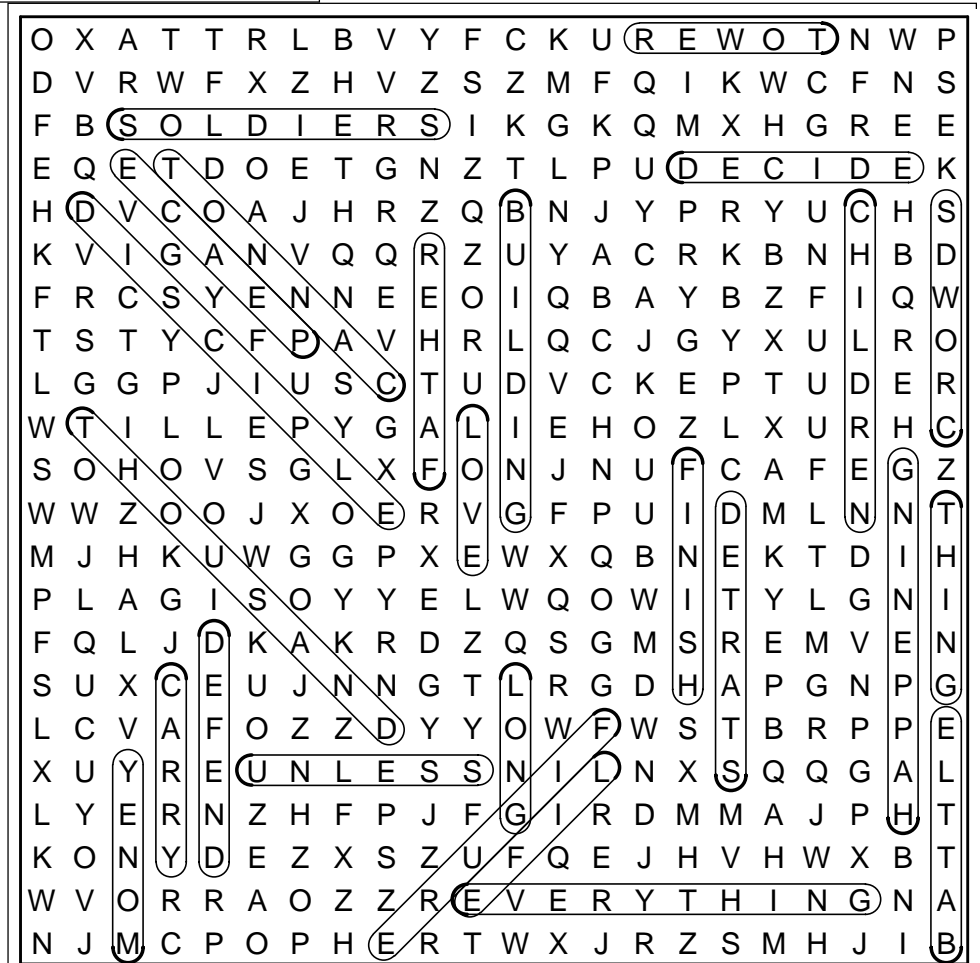 O X A T T R L B V Y F C K U R E W O T N W P
D V R W F X Z H V Z S Z M F Q I K W C F N S
F B S O L D I E R S I K G K Q M X H G R E E
E Q E T D O E T G N Z T L P U D E C I D E K
H D V C O A J H R Z Q B N J Y P R Y U C H S
K V I G A N V Q Q R Z U Y A C R K B N H B D
F R C S Y E N N E E O I Q B A Y B Z F I Q W
T S T Y C F P A V H R L Q C J G Y X U L R O
L G G P J I U S C T U D V C K E P T U D E R
W T I L L E P Y G A L I E H O Z L X U R H C
S O H O V S G L X F O N J N U F C A F E G Z
W W Z O O J X O E R V G F P U I D M L N N T
M J H K U W G G P X E W X Q B N E K T D I H
P L A G I S O Y Y E L W Q O W I T Y L G N I
F Q L J D K A K R D Z Q S G M S R E M V E N
S U X C E U J N N G T L R G D H A P G N P G
L C V A F O Z Z D Y Y O W F W S T B R P P E
X U Y R E U N L E S S N I L N X S Q Q G A L
L Y E R N Z H F P J F G I R D M M A J P H T
K O N Y D E Z X S Z U F Q E J H V H W X B T
W V O R R A O Z Z R E V E R Y T H I N G N A
N J M C P O P H E R T W X J R Z S M H J I B